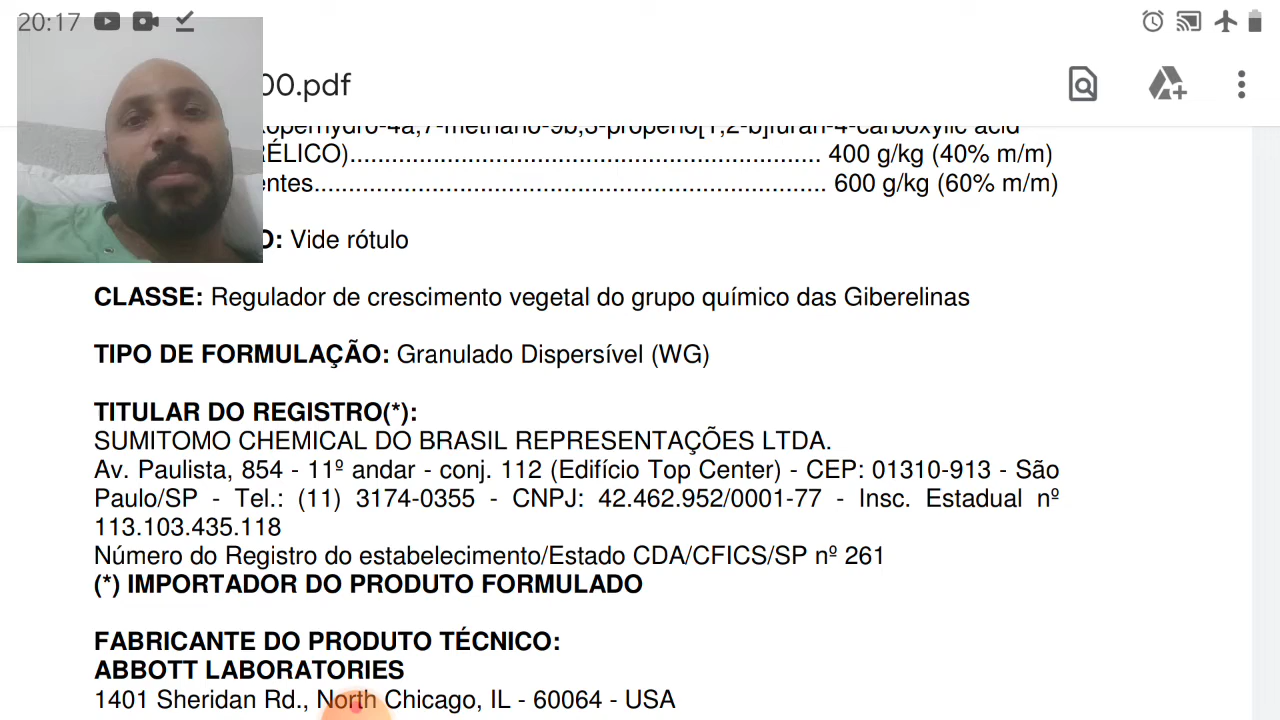 20:17
00.pdf
400 g/kg (40% m/m)
600 g/kg (60% m/m)
Vide rótulo
CLASSE: Regulador de crescimento vegetal do grupo químico das Giberelinas
TIPO DE FORMULAÇÃO: Granulado Dispersível (WG)
TITULAR DO REGISTRO(*):
SUMITOMO CHEMICAL DO BRASIL REPRESENTAÇÕES LTDA.
Av. Paulista, 854 - 11º andar - conj. 112 (Edifício Top Center) - CEP: 01310-913 - São
Paulo/SP - Tel.: (11) 3174-0355 - CNPJ: 42.462.952/0001-77 - Insc. Estadual nº
113.103.435.118
Número do Registro do estabelecimento/Estado CDA/CFICS/SP nº 261
(*) IMPORTADOR DO PRODUTO FORMULADO
FABRICANTE DO PRODUTO TÉCNICO:
ABBOTT LABORATORIES
1401 Sheridan Rd., North Chicago, IL - 60064 - USA